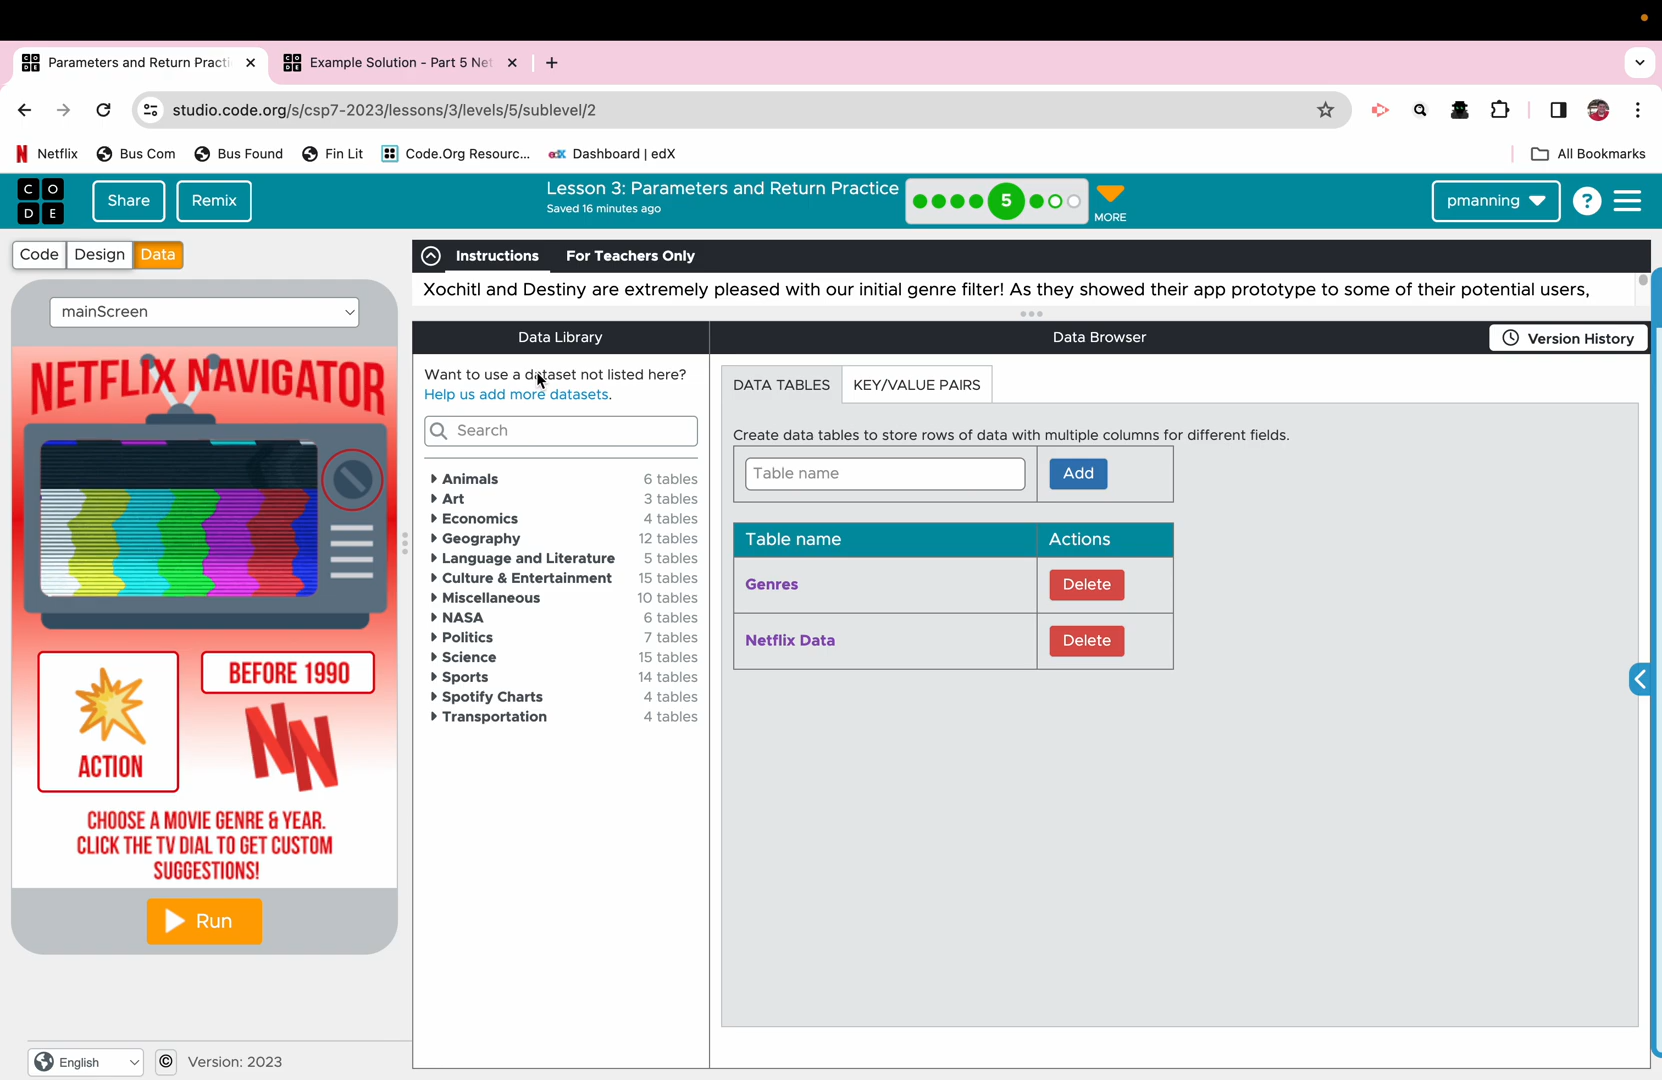 Parameters and Return Practi
Example Solution - Part 5 Net
studio.code.org/s/csp7-2023/lessons/3/levels/5/sublevel/2
Netflix
Bus Com
Bus Found
Fin Lit
Code.Org Resourc...
edX
Dashboard | edX
All Bookmarks
C O
D E
Share
Remix
Lesson 3: Parameters and Return Practice
Saved 16 minutes ago
5
MORE
pmanning
?
Code
Design
Data
Instructions
For Teachers Only
Xochitl and Destiny are extremely pleased with our initial genre filter! As they showed their app prototype to some of their potential users,
mainScreen
NETFLIX NAVIGATOR
ACTION
BEFORE 1990
NN
CHOOSE A MOVIE GENRE & YEAR.
CLICK THE TV DIAL TO GET CUSTOM
SUGGESTIONS!
Run
Data Library
Want to use a dataset not listed here?
Help us add more datasets.
Search
Animals 6 tables
Art 3 tables
Economics 4 tables
Geography 12 tables
Language and Literature 5 tables
Culture & Entertainment 15 tables
Miscellaneous 10 tables
NASA 6 tables
Politics 7 tables
Science 15 tables
Sports 14 tables
Spotify Charts 4 tables
Transportation 4 tables
Data Browser
Version History
DATA TABLES
KEY/VALUE PAIRS
Create data tables to store rows of data with multiple columns for different fields.
Table name
Add
Table name Actions
Genres Delete
Netflix Data Delete
English
©
Version: 2023